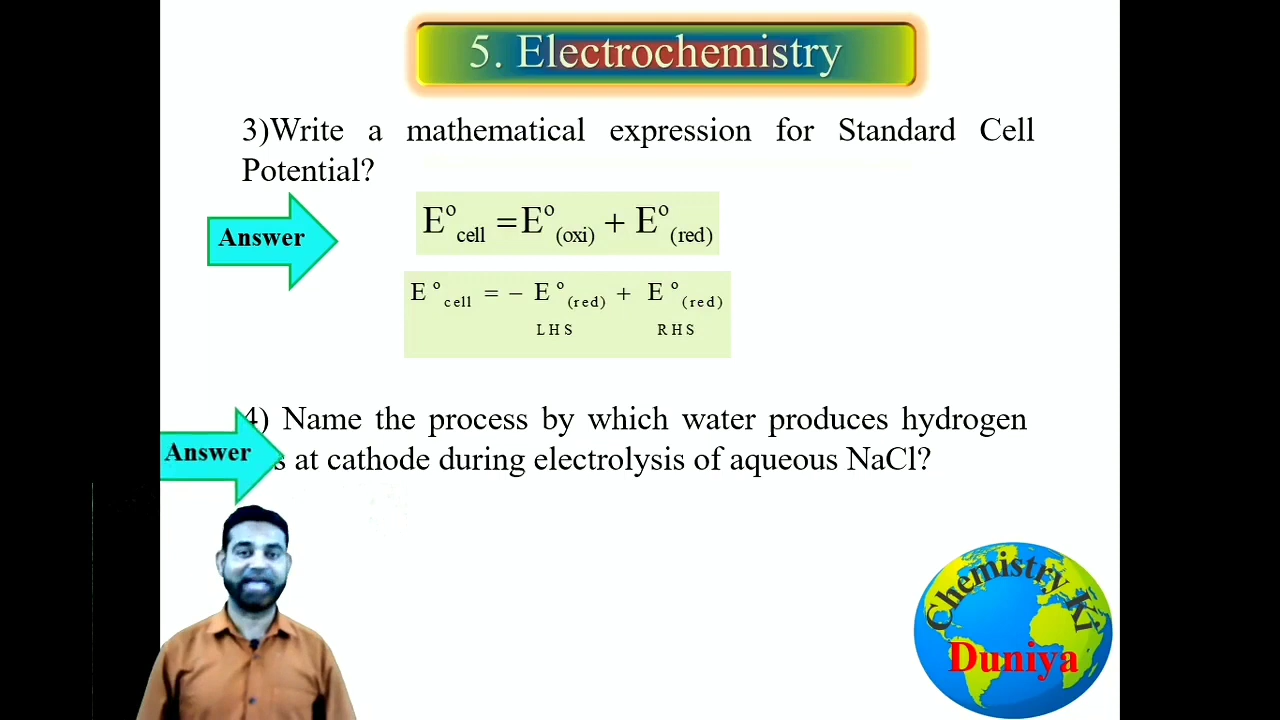 5. Electrochemistry
3)Write a mathematical expression for Standard Cell
Potential?
Answer
E° cell = E° (oxi) + E° (red)
E° cell = – E° (red) + E° (red)
LHS RHS
4) Name the process by which water produces hydrogen
Answer
s at cathode during electrolysis of aqueous NaCl?
Chemistry Ki
Duniya